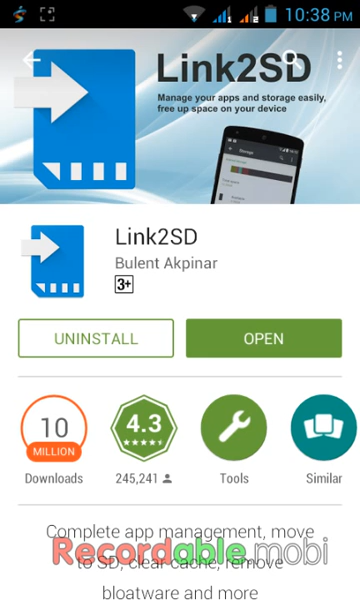 10:38 PM
Link2SD
Manage your apps and storage easily,
free up space on your device
Link2SD
Bulent Akpinar
3+
UNINSTALL
OPEN
10
MILLION
4.3
Downloads
245,241
Tools
Similar
Complete app management, move
to SD, clear cache, remove
bloatware and more
Recordable.mobi